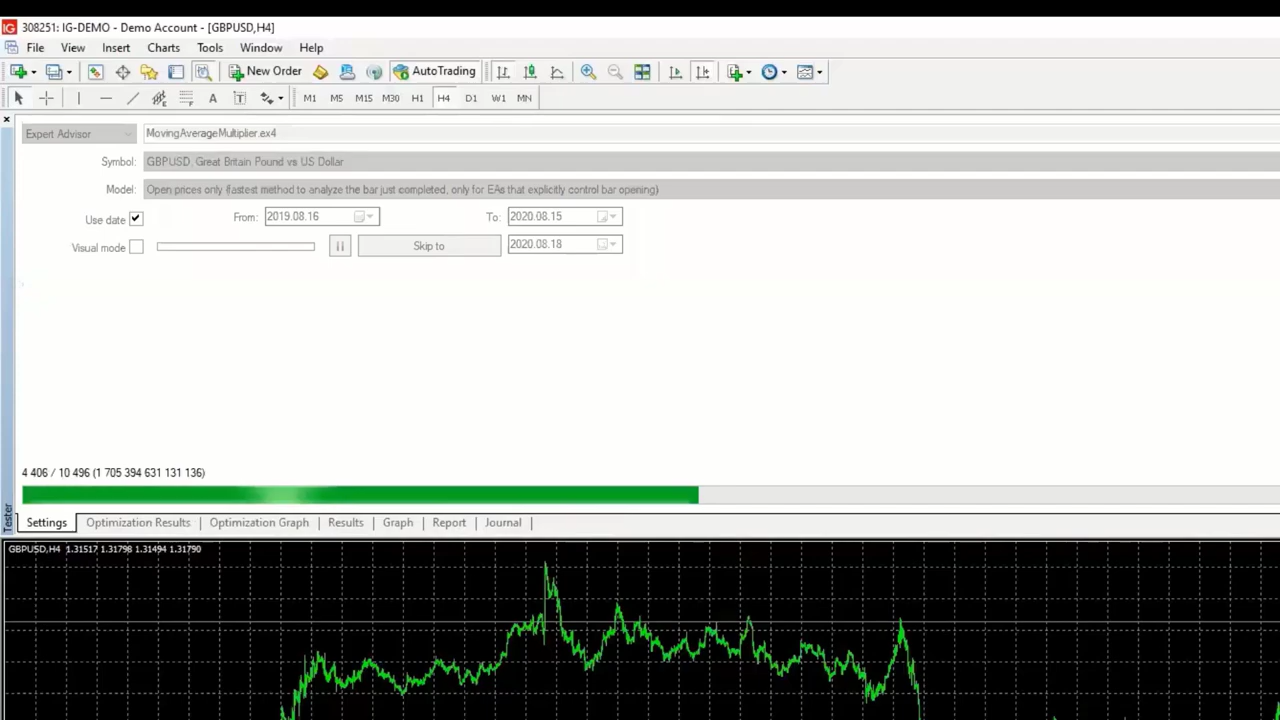 IG 308251: IG-DEMO - Demo Account - [GBPUSD,H4]
File View Insert Charts Tools Window Help
New Order AutoTrading
A T M1 M5 M15 M30 H1 H4 D1 W1 MN
Expert Advisor MovingAverageMultiplier.ex4
Symbol: GBPUSD, Great Britain Pound vs US Dollar
Model: Open prices only (fastest method to analyze the bar just completed, only for EAs that explicitly control bar opening)
Use date From: 2019.08.16 To: 2020.08.15
Visual mode Skip to 2020.08.18
4 406 / 10 496 (1 705 394 631 131 136)
Tester
Settings Optimization Results Optimization Graph Results Graph Report Journal
GBPUSD,H4 1.31517 1.31798 1.31494 1.31790